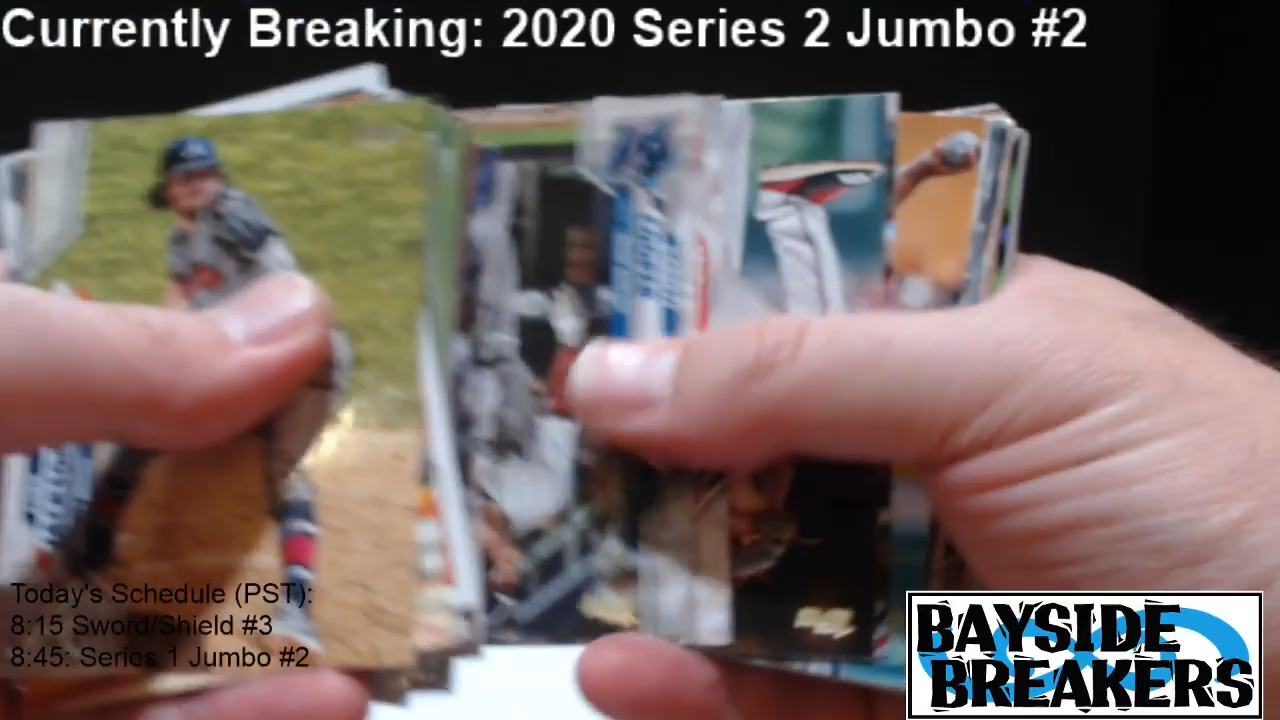 Currently Breaking: 2020 Series 2 Jumbo #2
Today's Schedule (PST):
8:15 Sword/Shield #3
8:45: Series 1 Jumbo #2
BAYSIDE
BREAKERS